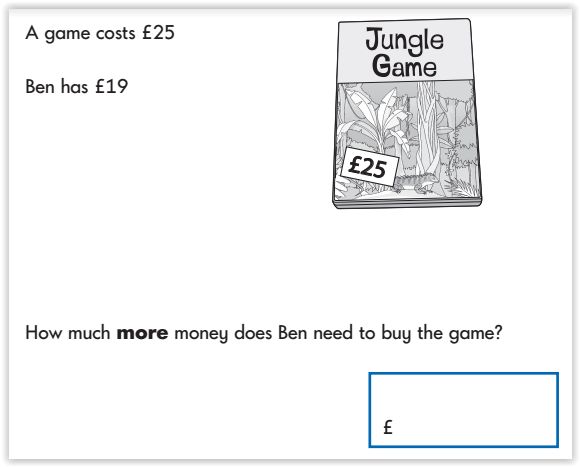 A game costs £25
Ben has £19
Jungle
Game
£25
How much more money does Ben need to buy the game?
£